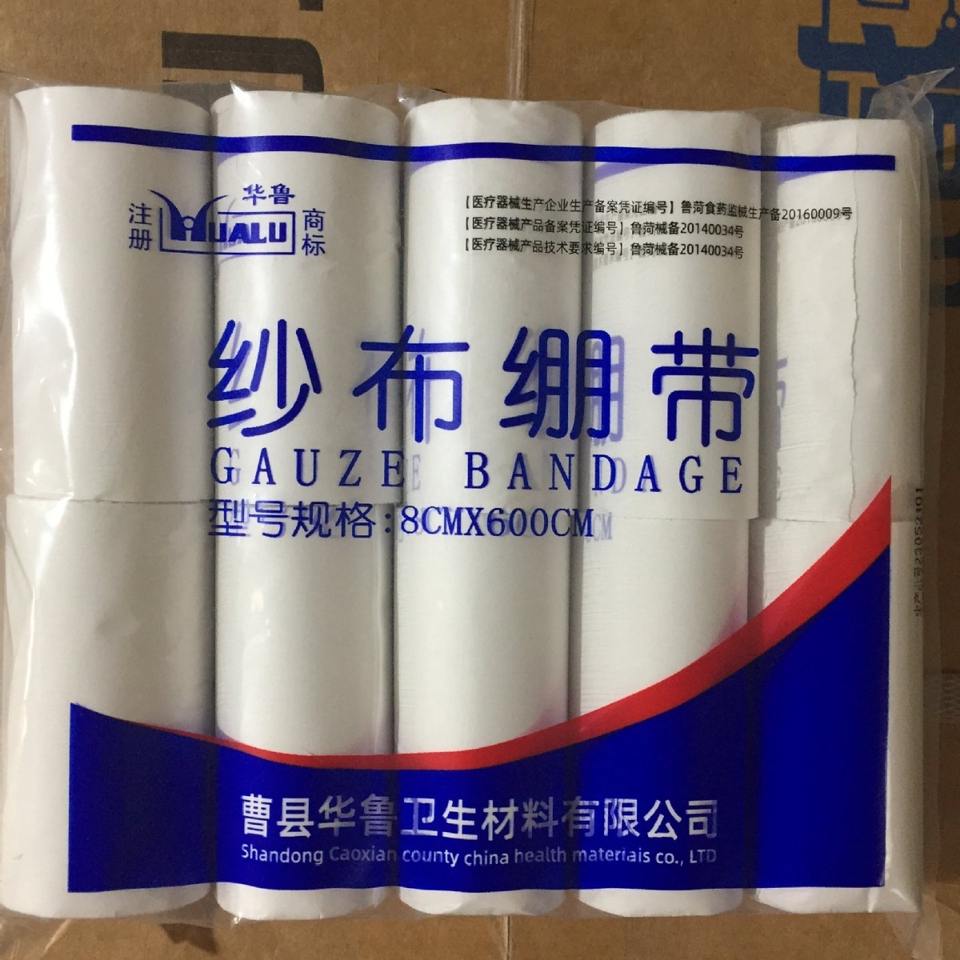 华鲁
注册 HUALU 商标
【医疗器械生产企业生产备案凭证编号】鲁菏食药监械生产备20160009号
【医疗器械产品备案凭证编号】鲁菏械备20140034号
【医疗器械产品技术要求编号】鲁菏械备20140034号
纱布绷带
GAUZE BANDAGE
型号规格:8CMX600CM
曹县华鲁卫生材料有限公司
Shandong Caoxian county china health materiais co., LTD
23052101